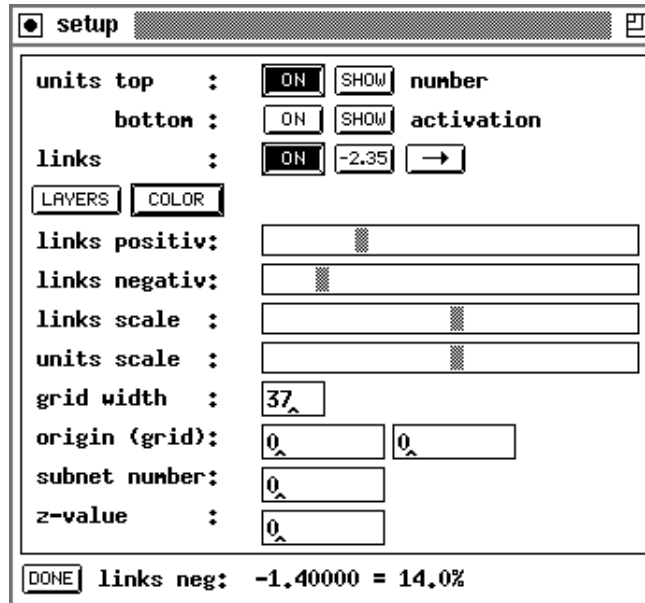 setup
units top : ON SHOW number
bottom : ON SHOW activation
links : ON -2.35 →
LAYERS COLOR
links positiv:
links negativ:
links scale :
units scale :
grid width : 37
origin (grid): 0 0
subnet number: 0
z-value : 0
DONE links neg: -1.40000 = 14.0%